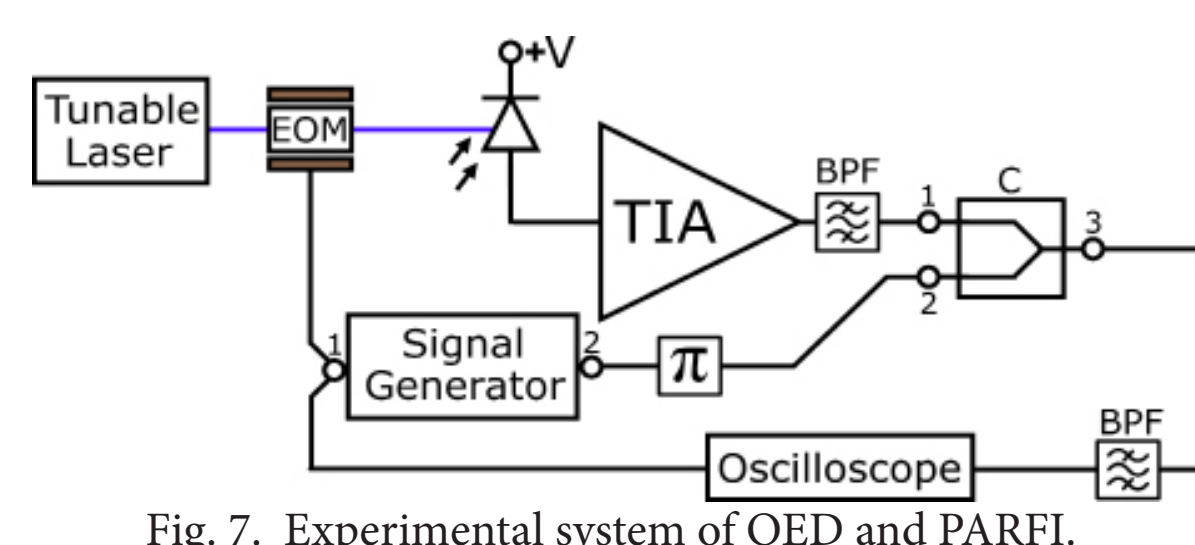 +V
Tunable
Laser
EOM
TIA
BPF
1
C
3
2
1
Signal
Generator
2
π
BPF
Oscilloscope
Fig. 7. Experimental system of OED and PARFI.